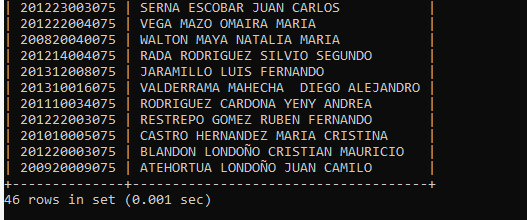 | 201223003075 | SERNA ESCOBAR JUAN CARLOS |
| 201222004075 | VEGA MAZO OMAIRA MARIA |
| 200820040075 | WALTON MAYA NATALIA MARIA |
| 201214004075 | RADA RODRIGUEZ SILVIO SEGUNDO |
| 201312008075 | JARAMILLO LUIS FERNANDO |
| 201310016075 | VALDERRAMA MAHECHA  DIEGO ALEJANDRO |
| 201110034075 | RODRIGUEZ CARDONA YENY ANDREA |
| 201222003075 | RESTREPO GOMEZ RUBEN FERNANDO |
| 201010005075 | CASTRO HERNANDEZ MARIA CRISTINA |
| 201220003075 | BLANDON LONDOÑO CRISTIAN MAURICIO |
| 200920009075 | ATEHORTUA LONDOÑO JUAN CAMILO |
+--------------+-------------------------------------+
46 rows in set (0.001 sec)